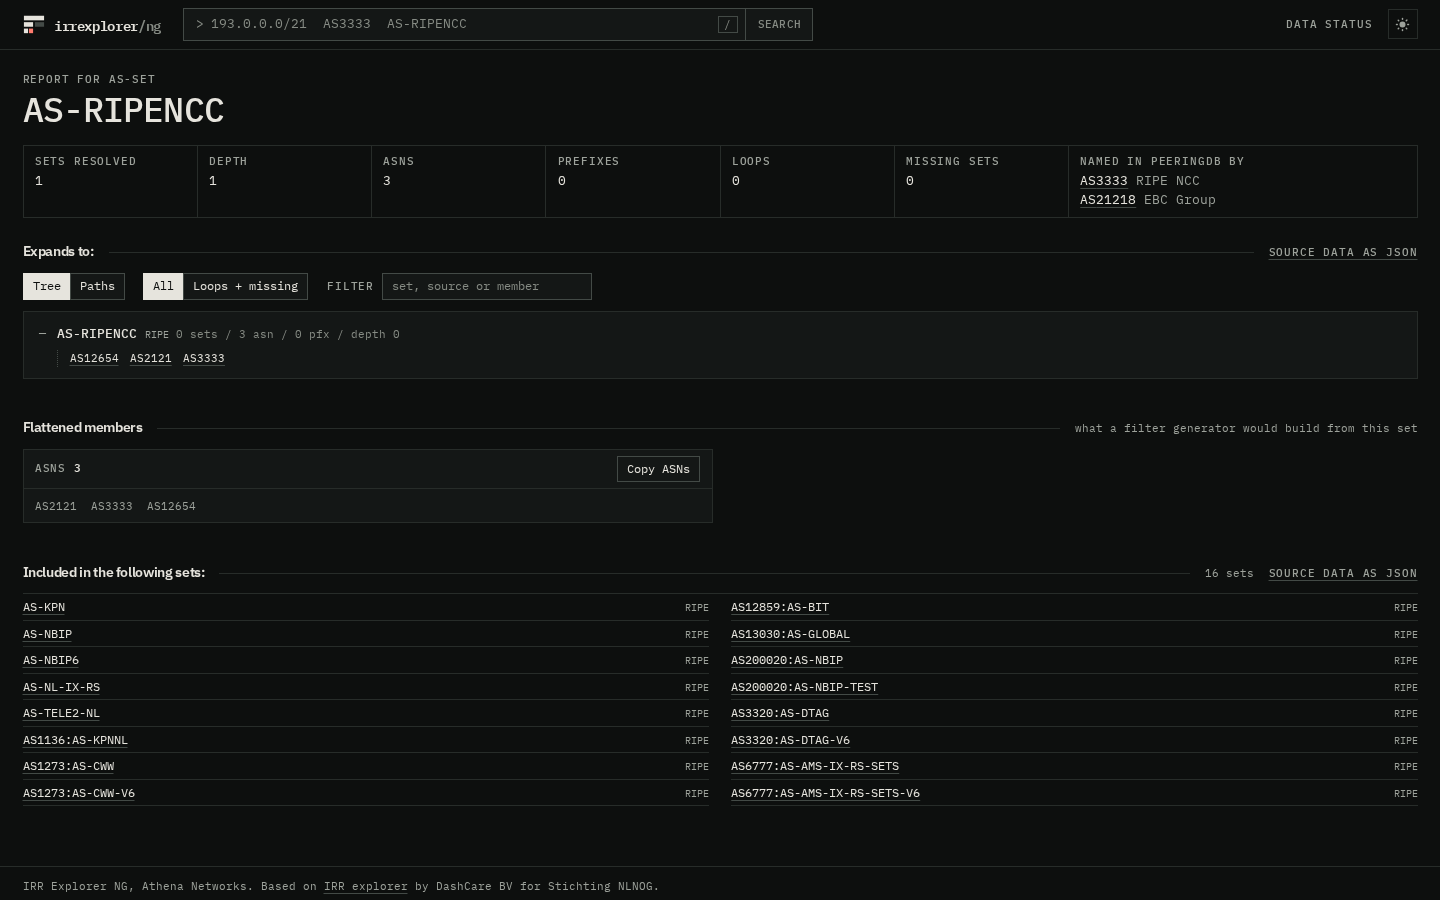 irrexplorer/ng
> 193.0.0.0/21 AS3333 AS-RIPENCC
/
SEARCH
DATA STATUS
REPORT FOR AS-SET
AS-RIPENCC
SETS RESOLVED
1
DEPTH
1
ASNS
3
PREFIXES
0
LOOPS
0
MISSING SETS
0
NAMED IN PEERINGDB BY
AS3333 RIPE NCC
AS21218 EBC Group
Expands to:
SOURCE DATA AS JSON
Tree Paths All Loops + missing FILTER set, source or member
— AS-RIPENCC RIPE 0 sets / 3 asn / 0 pfx / depth 0
AS12654 AS2121 AS3333
Flattened members
what a filter generator would build from this set
ASNS 3
Copy ASNs
AS2121 AS3333 AS12654
Included in the following sets:
16 sets SOURCE DATA AS JSON
AS-KPN RIPE
AS-NBIP RIPE
AS-NBIP6 RIPE
AS-NL-IX-RS RIPE
AS-TELE2-NL RIPE
AS1136:AS-KPNNL RIPE
AS1273:AS-CWW RIPE
AS1273:AS-CWW-V6 RIPE
AS12859:AS-BIT RIPE
AS13030:AS-GLOBAL RIPE
AS200020:AS-NBIP RIPE
AS200020:AS-NBIP-TEST RIPE
AS3320:AS-DTAG RIPE
AS3320:AS-DTAG-V6 RIPE
AS6777:AS-AMS-IX-RS-SETS RIPE
AS6777:AS-AMS-IX-RS-SETS-V6 RIPE
IRR Explorer NG, Athena Networks. Based on IRR explorer by DashCare BV for Stichting NLNOG.